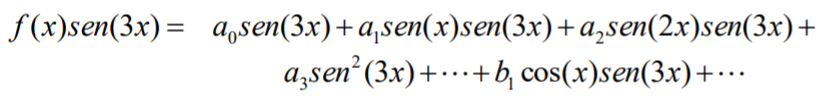 f(x)sen(3x) = a₀sen(3x) + a₁sen(x)sen(3x) + a₂sen(2x)sen(3x) +
a₃sen²(3x) + ⋯ + b₁ cos(x)sen(3x) + ⋯